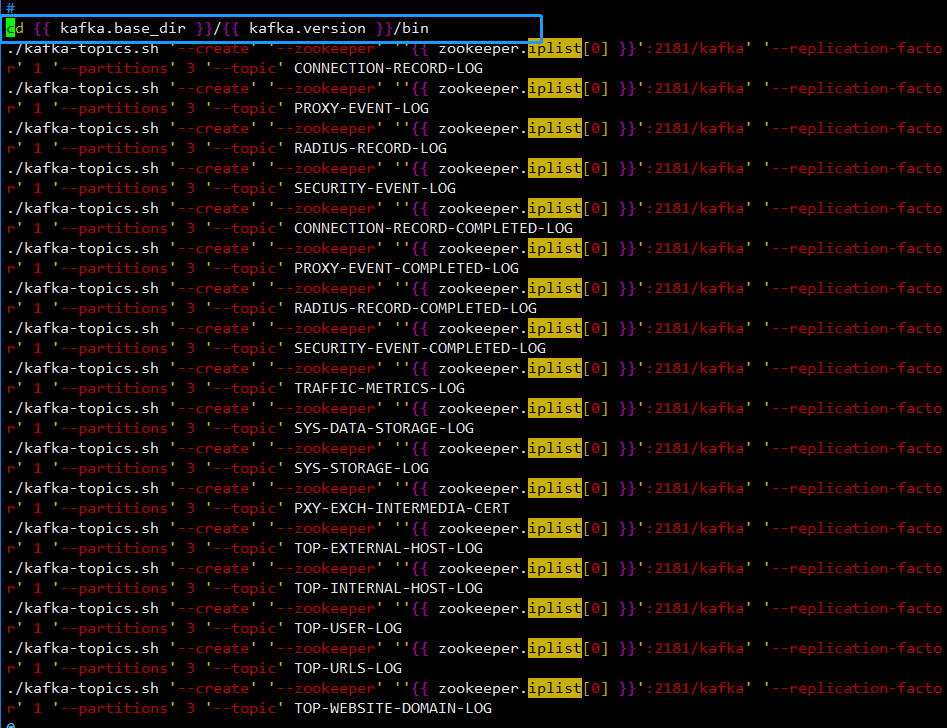 #
cd {{ kafka.base_dir }}/{{ kafka.version }}/bin
./kafka-topics.sh '--create' '--zookeeper' ''{{ zookeeper.iplist[0] }}':2181/kafka' '--replication-facto
r' 1 '--partitions' 3 '--topic' CONNECTION-RECORD-LOG
./kafka-topics.sh '--create' '--zookeeper' ''{{ zookeeper.iplist[0] }}':2181/kafka' '--replication-facto
r' 1 '--partitions' 3 '--topic' PROXY-EVENT-LOG
./kafka-topics.sh '--create' '--zookeeper' ''{{ zookeeper.iplist[0] }}':2181/kafka' '--replication-facto
r' 1 '--partitions' 3 '--topic' RADIUS-RECORD-LOG
./kafka-topics.sh '--create' '--zookeeper' ''{{ zookeeper.iplist[0] }}':2181/kafka' '--replication-facto
r' 1 '--partitions' 3 '--topic' SECURITY-EVENT-LOG
./kafka-topics.sh '--create' '--zookeeper' ''{{ zookeeper.iplist[0] }}':2181/kafka' '--replication-facto
r' 1 '--partitions' 3 '--topic' CONNECTION-RECORD-COMPLETED-LOG
./kafka-topics.sh '--create' '--zookeeper' ''{{ zookeeper.iplist[0] }}':2181/kafka' '--replication-facto
r' 1 '--partitions' 3 '--topic' PROXY-EVENT-COMPLETED-LOG
./kafka-topics.sh '--create' '--zookeeper' ''{{ zookeeper.iplist[0] }}':2181/kafka' '--replication-facto
r' 1 '--partitions' 3 '--topic' RADIUS-RECORD-COMPLETED-LOG
./kafka-topics.sh '--create' '--zookeeper' ''{{ zookeeper.iplist[0] }}':2181/kafka' '--replication-facto
r' 1 '--partitions' 3 '--topic' SECURITY-EVENT-COMPLETED-LOG
./kafka-topics.sh '--create' '--zookeeper' ''{{ zookeeper.iplist[0] }}':2181/kafka' '--replication-facto
r' 1 '--partitions' 3 '--topic' TRAFFIC-METRICS-LOG
./kafka-topics.sh '--create' '--zookeeper' ''{{ zookeeper.iplist[0] }}':2181/kafka' '--replication-facto
r' 1 '--partitions' 3 '--topic' SYS-DATA-STORAGE-LOG
./kafka-topics.sh '--create' '--zookeeper' ''{{ zookeeper.iplist[0] }}':2181/kafka' '--replication-facto
r' 1 '--partitions' 3 '--topic' SYS-STORAGE-LOG
./kafka-topics.sh '--create' '--zookeeper' ''{{ zookeeper.iplist[0] }}':2181/kafka' '--replication-facto
r' 1 '--partitions' 3 '--topic' PXY-EXCH-INTERMEDIA-CERT
./kafka-topics.sh '--create' '--zookeeper' ''{{ zookeeper.iplist[0] }}':2181/kafka' '--replication-facto
r' 1 '--partitions' 3 '--topic' TOP-EXTERNAL-HOST-LOG
./kafka-topics.sh '--create' '--zookeeper' ''{{ zookeeper.iplist[0] }}':2181/kafka' '--replication-facto
r' 1 '--partitions' 3 '--topic' TOP-INTERNAL-HOST-LOG
./kafka-topics.sh '--create' '--zookeeper' ''{{ zookeeper.iplist[0] }}':2181/kafka' '--replication-facto
r' 1 '--partitions' 3 '--topic' TOP-USER-LOG
./kafka-topics.sh '--create' '--zookeeper' ''{{ zookeeper.iplist[0] }}':2181/kafka' '--replication-facto
r' 1 '--partitions' 3 '--topic' TOP-URLS-LOG
./kafka-topics.sh '--create' '--zookeeper' ''{{ zookeeper.iplist[0] }}':2181/kafka' '--replication-facto
r' 1 '--partitions' 3 '--topic' TOP-WEBSITE-DOMAIN-LOG